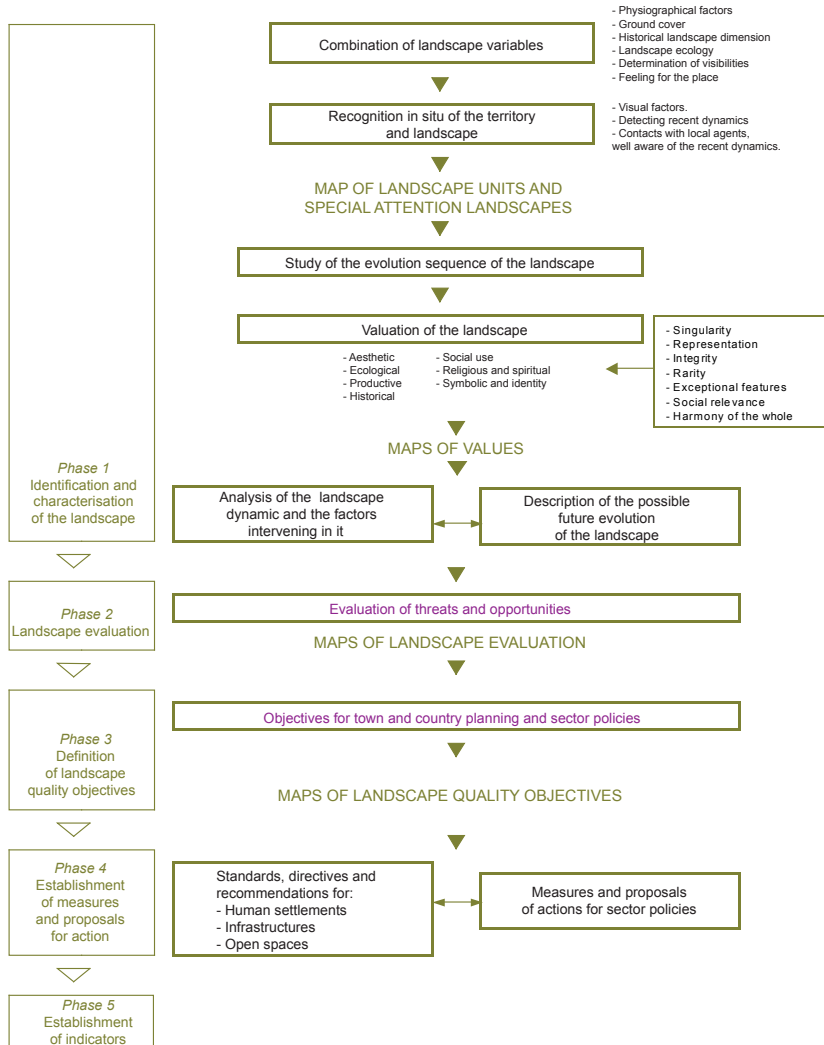 Combination of landscape variables
- Physiographical factors
- Ground cover
- Historical landscape dimension
- Landscape ecology
- Determination of visibilities
- Feeling for the place
Recognition in situ of the territory
and landscape
- Visual factors.
- Detecting recent dynamics
- Contacts with local agents,
well aware of the recent dynamics.
MAP OF LANDSCAPE UNITS AND
SPECIAL ATTENTION LANDSCAPES
Study of the evolution sequence of the landscape
Valuation of the landscape
- Aesthetic
- Ecological
- Productive
- Historical
- Social use
- Religious and spiritual
- Symbolic and identity
- Singularity
- Representation
- Integrity
- Rarity
- Exceptional features
- Social relevance
- Harmony of the whole
MAPS OF VALUES
Phase 1
Identification and
characterisation
of the landscape
Analysis of the landscape
dynamic and the factors
intervening in it
Description of the possible
future evolution
of the landscape
Phase 2
Landscape evaluation
Evaluation of threats and opportunities
MAPS OF LANDSCAPE EVALUATION
Phase 3
Definition
of landscape
quality objectives
Objectives for town and country planning and sector policies
MAPS OF LANDSCAPE QUALITY OBJECTIVES
Phase 4
Establishment
of measures
and proposals
for action
Standards, directives and
recommendations for:
- Human settlements
- Infrastructures
- Open spaces
Measures and proposals
of actions for sector policies
Phase 5
Establishment
of indicators